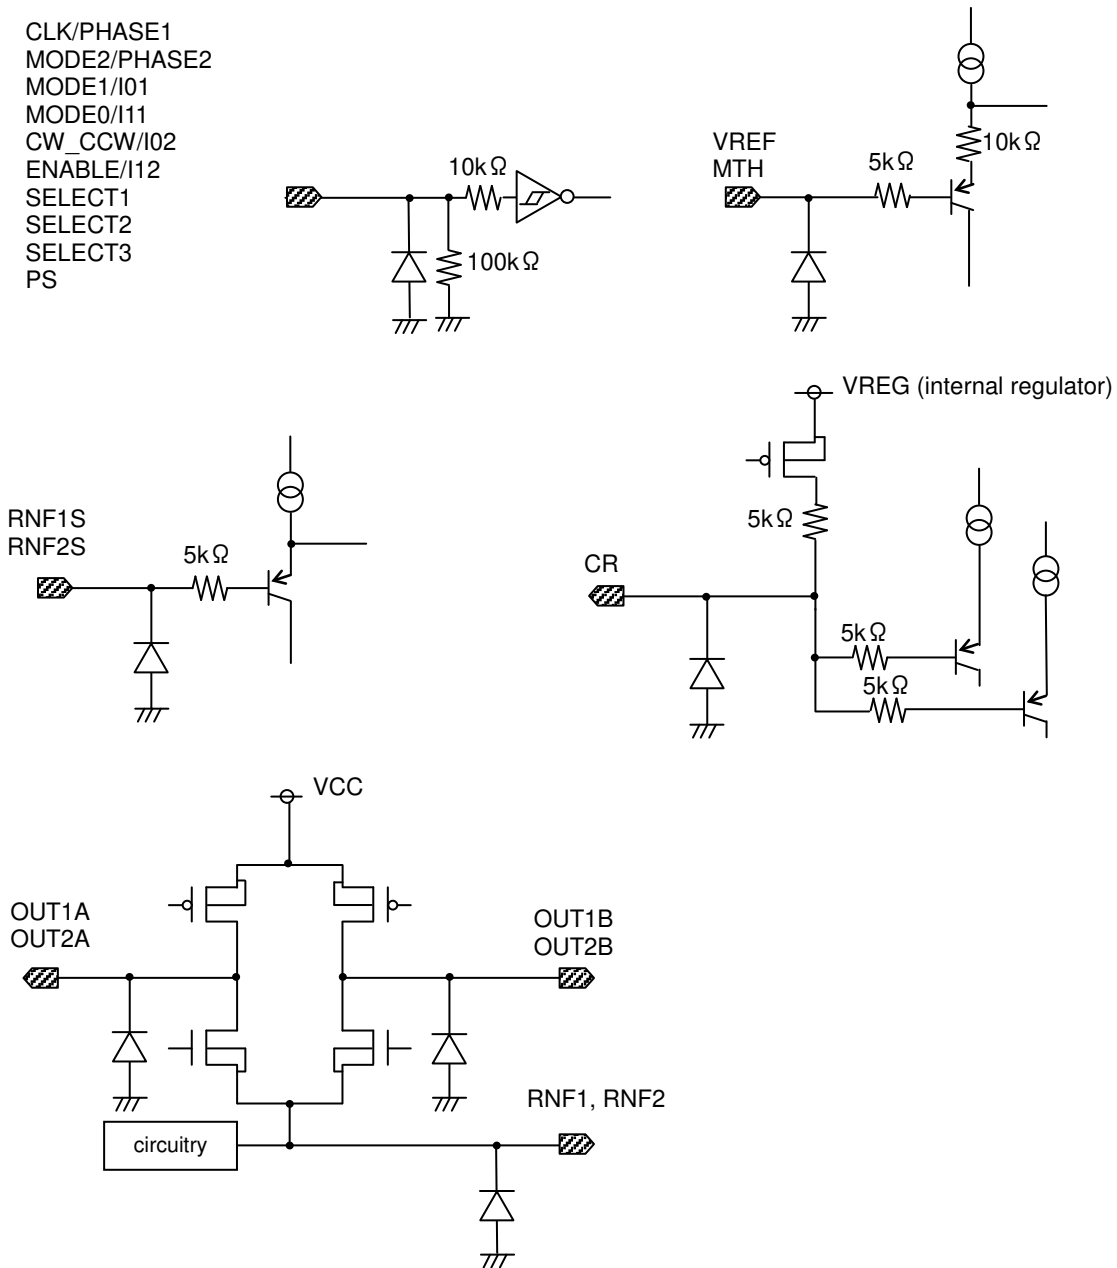 CLK/PHASE1
MODE2/PHASE2
MODE1/I01
MODE0/I11
CW_CCW/I02
ENABLE/I12
SELECT1
SELECT2
SELECT3
PS
10kΩ
100kΩ
VREF
MTH
5kΩ
10kΩ
RNF1S
RNF2S
5kΩ
VREG (internal regulator)
5kΩ
CR
5kΩ
5kΩ
VCC
OUT1A
OUT2A
OUT1B
OUT2B
RNF1, RNF2
circuitry